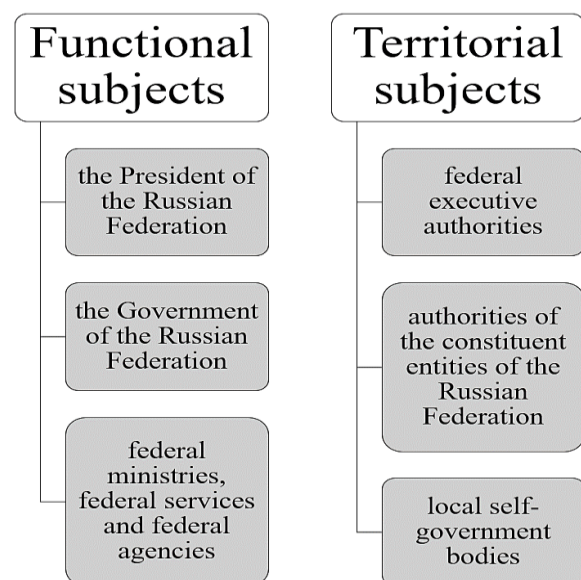 Functional
subjects
the President of
the Russian
Federation
the Government
of the Russian
Federation
federal
ministries,
federal services
and federal
agencies
Territorial
subjects
federal
executive
authorities
authorities of
the constituent
entities of the
Russian
Federation
local self-
government
bodies